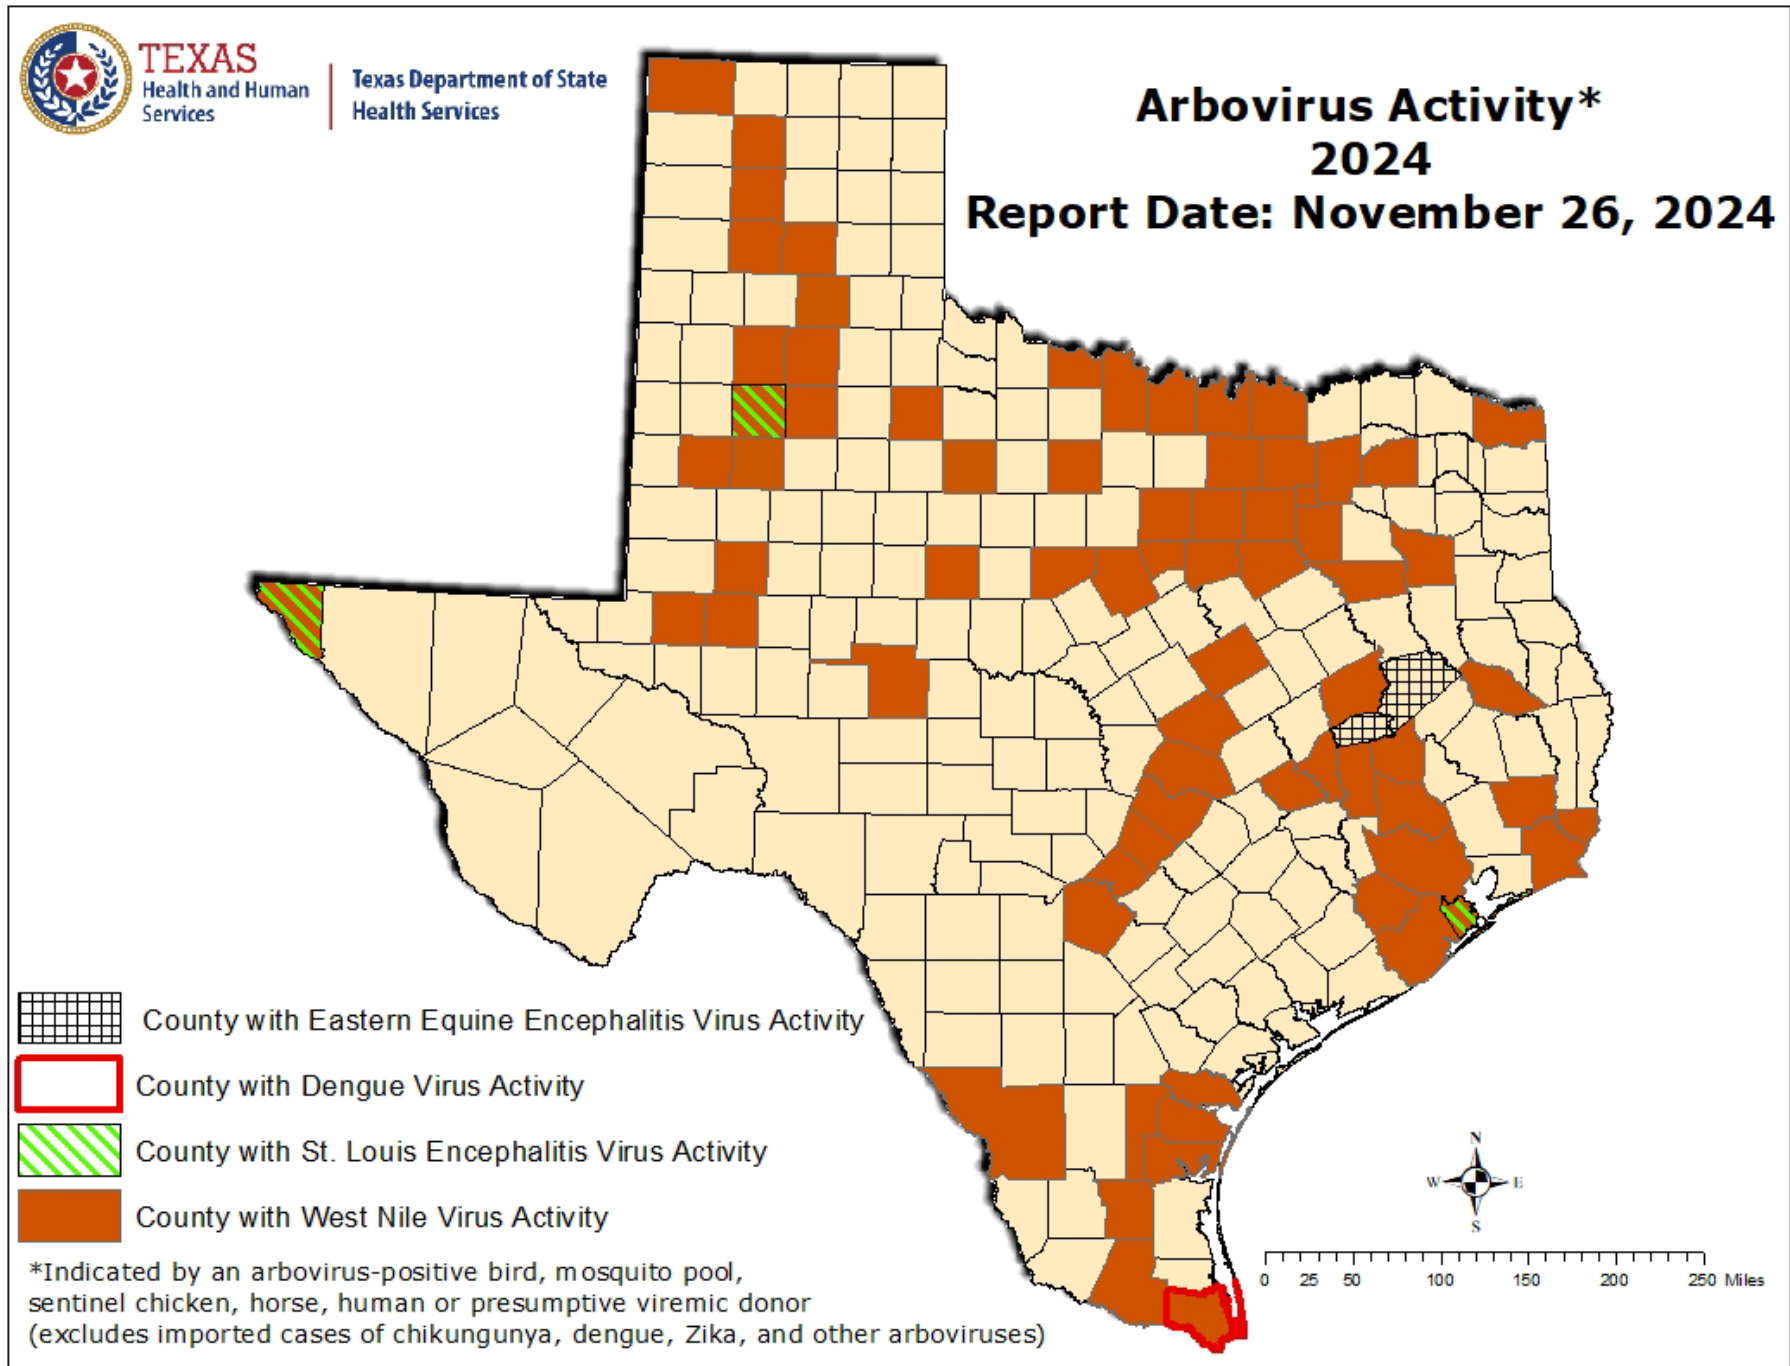 TEXAS
Health and Human
Services
Texas Department of State
Health Services
Arbovirus Activity*
2024
Report Date: November 26, 2024
County with Eastern Equine Encephalitis Virus Activity
County with Dengue Virus Activity
County with St. Louis Encephalitis Virus Activity
County with West Nile Virus Activity
*Indicated by an arbovirus-positive bird, mosquito pool,
sentinel chicken, horse, human or presumptive viremic donor
(excludes imported cases of chikungunya, dengue, Zika, and other arboviruses)
N
W E
S
0 25 50 100 150 200 250 Miles